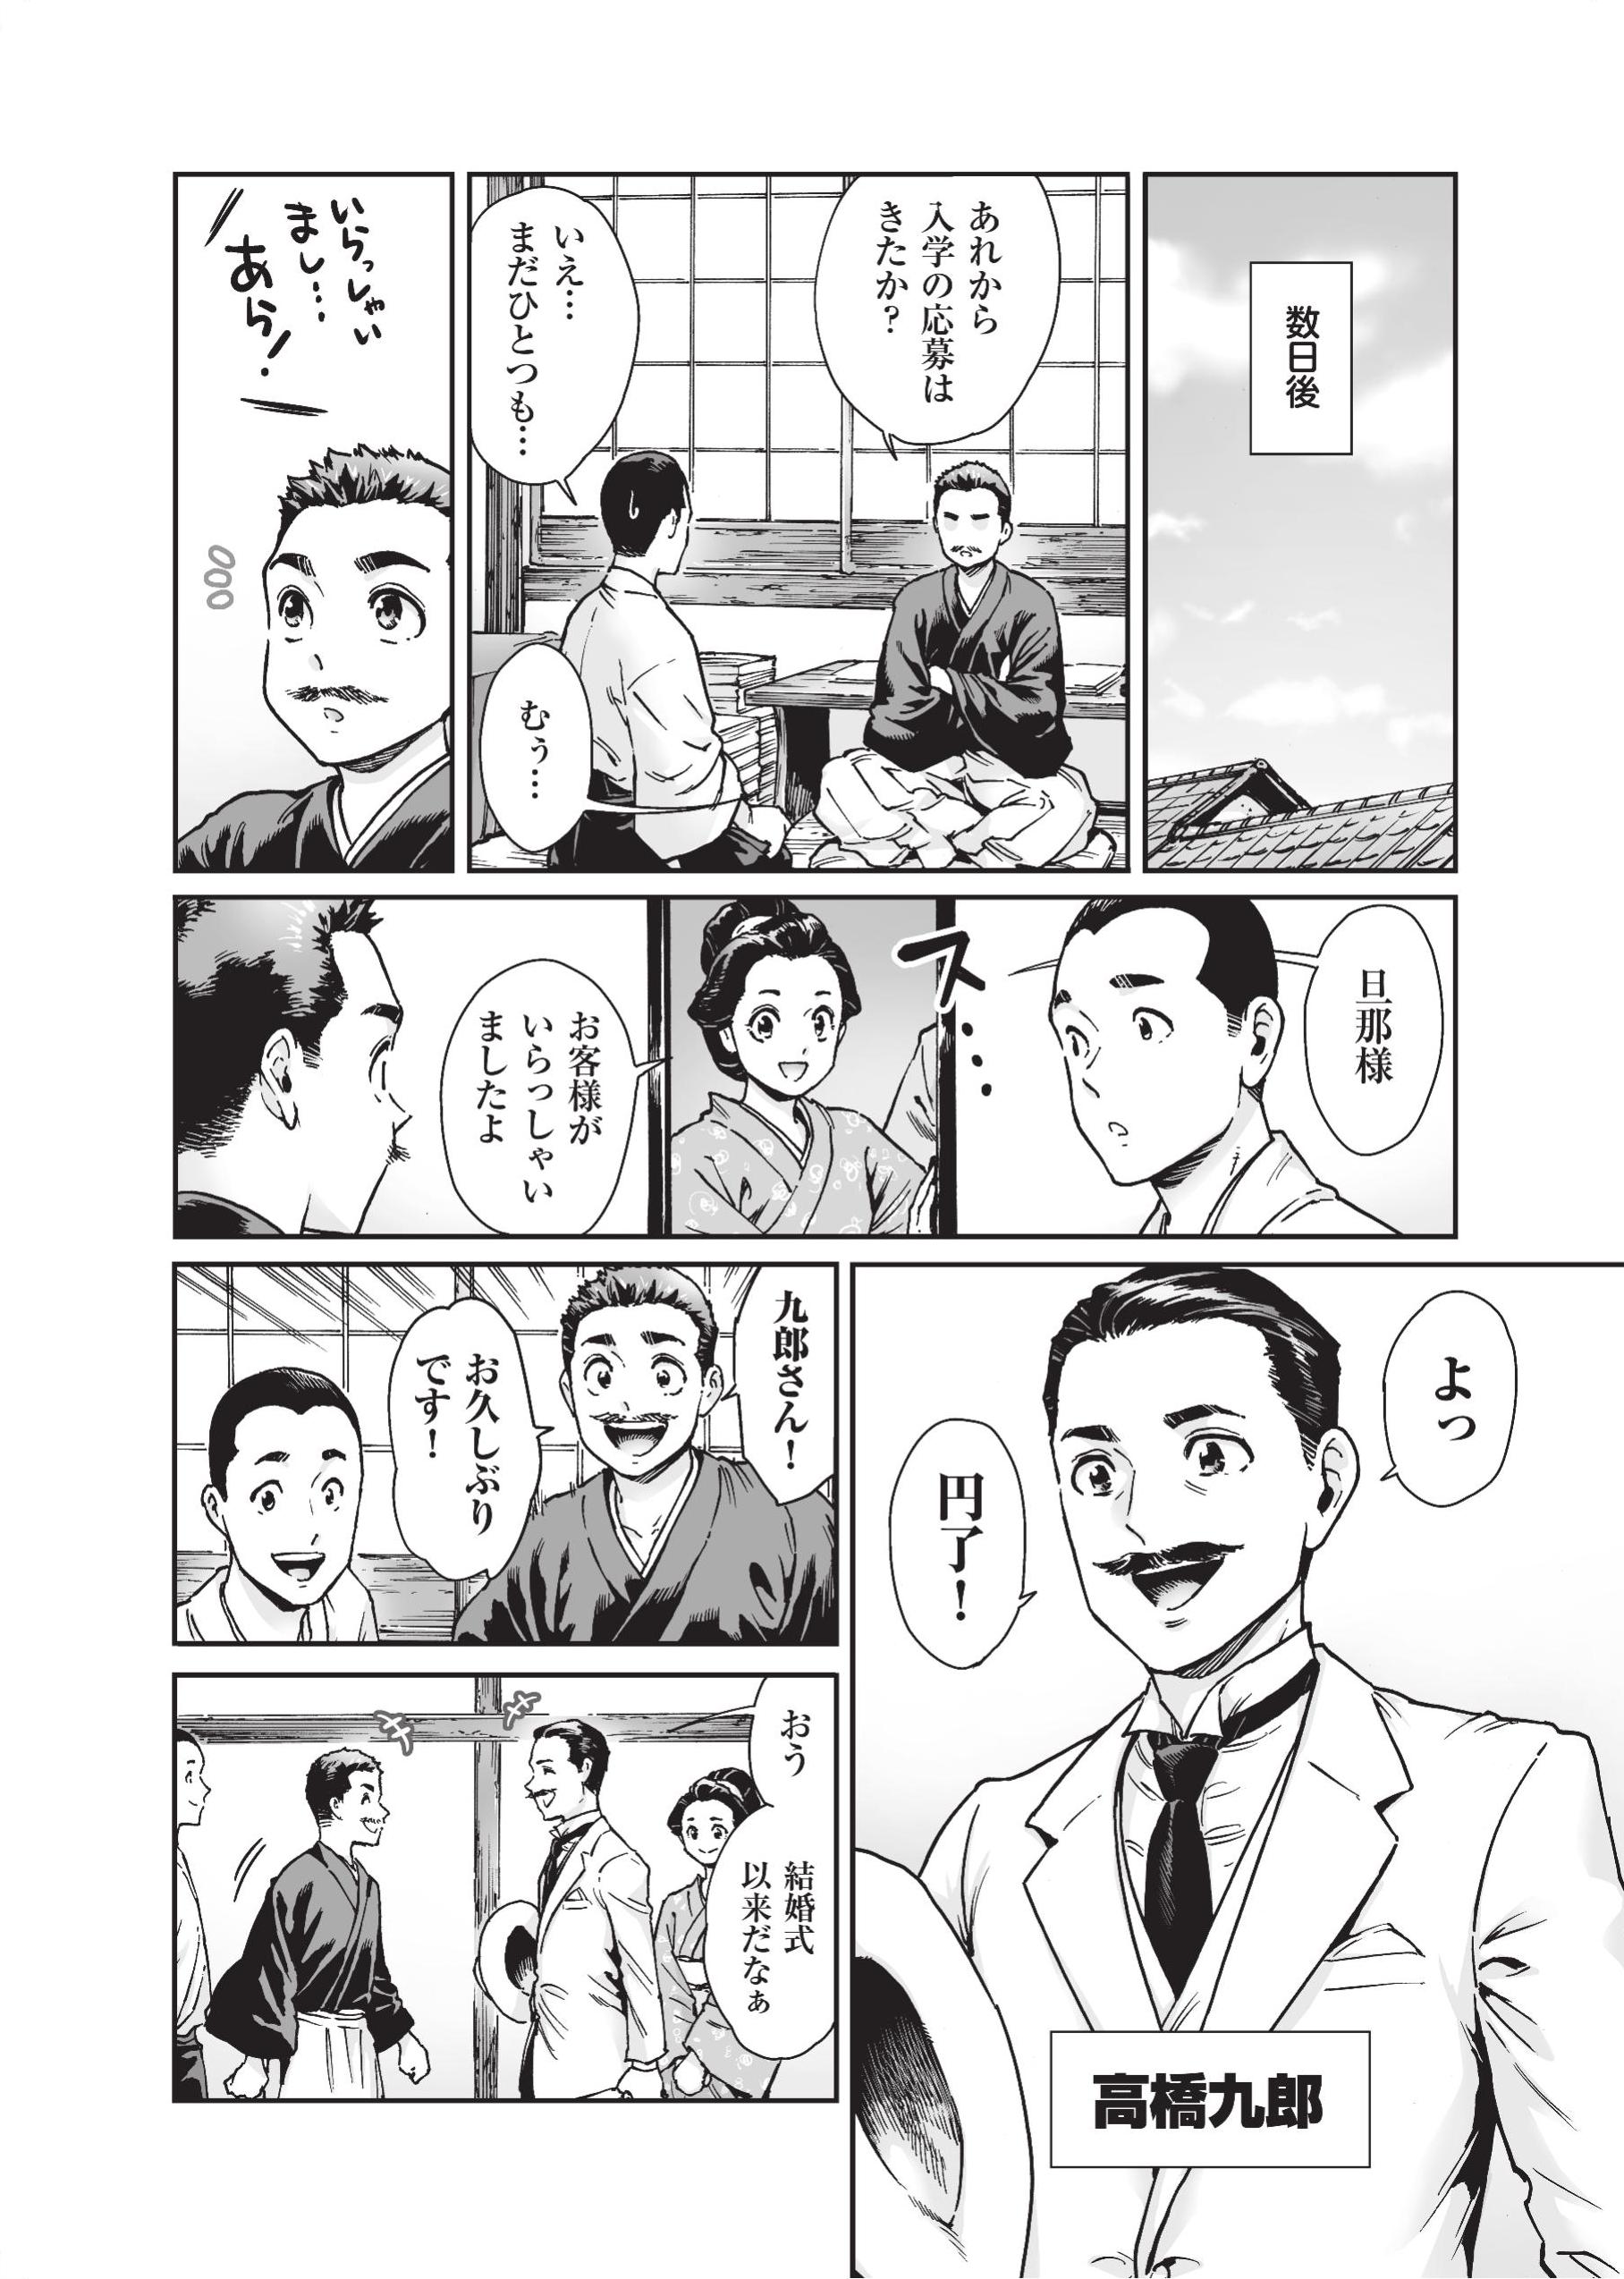 数日後
あれから
入学の応募は
きたか?
いえ…
まだひとつも…
むぅ…
いらっしゃい
まし…
あら!
旦那様
ス…
お客様が
いらっしゃい
ましたよ
よっ
円了!
高橋九郎
九郎さん!
お久しぶり
です!
おう
結婚式
以来だなぁ